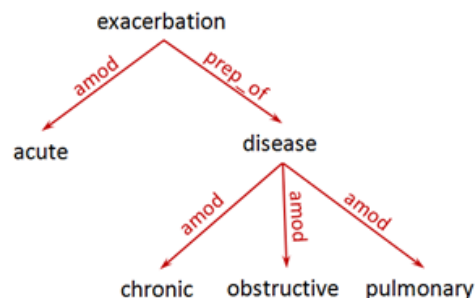 exacerbation
amod prep_of
acute disease
amod amod amod
chronic obstructive pulmonary